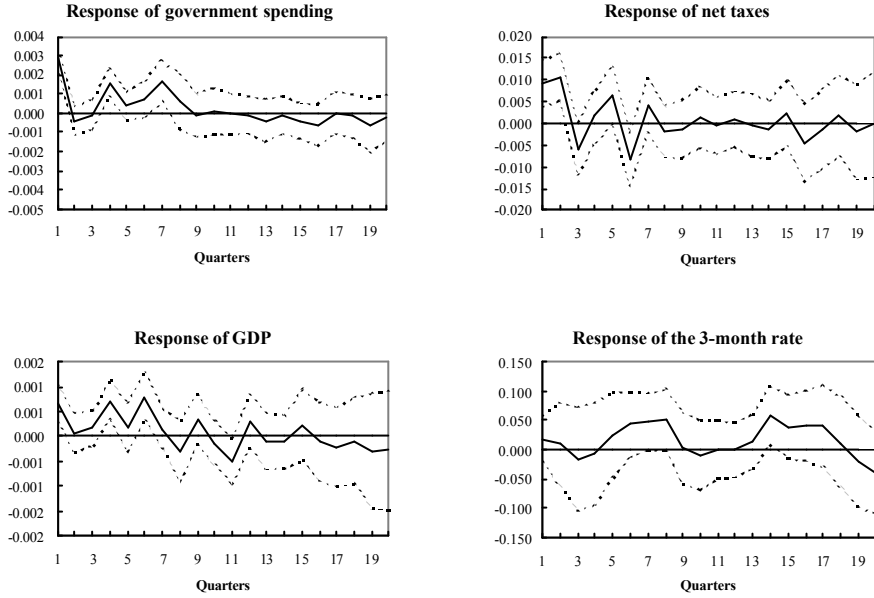 Response of government spending
0.004
0.003
0.002
0.001
0.000
-0.001
-0.002
-0.003
-0.004
-0.005
1 3 5 7 9 11 13 15 17 19
Quarters
Response of net taxes
0.020
0.015
0.010
0.005
0.000
-0.005
-0.010
-0.015
-0.020
1 3 5 7 9 11 13 15 17 19
Quarters
Response of GDP
0.002
0.001
0.001
0.000
-0.001
-0.001
-0.002
-0.002
1 3 5 7 9 11 13 15 17 19
Quarters
Response of the 3-month rate
0.150
0.100
0.050
0.000
-0.050
-0.100
-0.150
1 3 5 7 9 11 13 15 17 19
Quarters